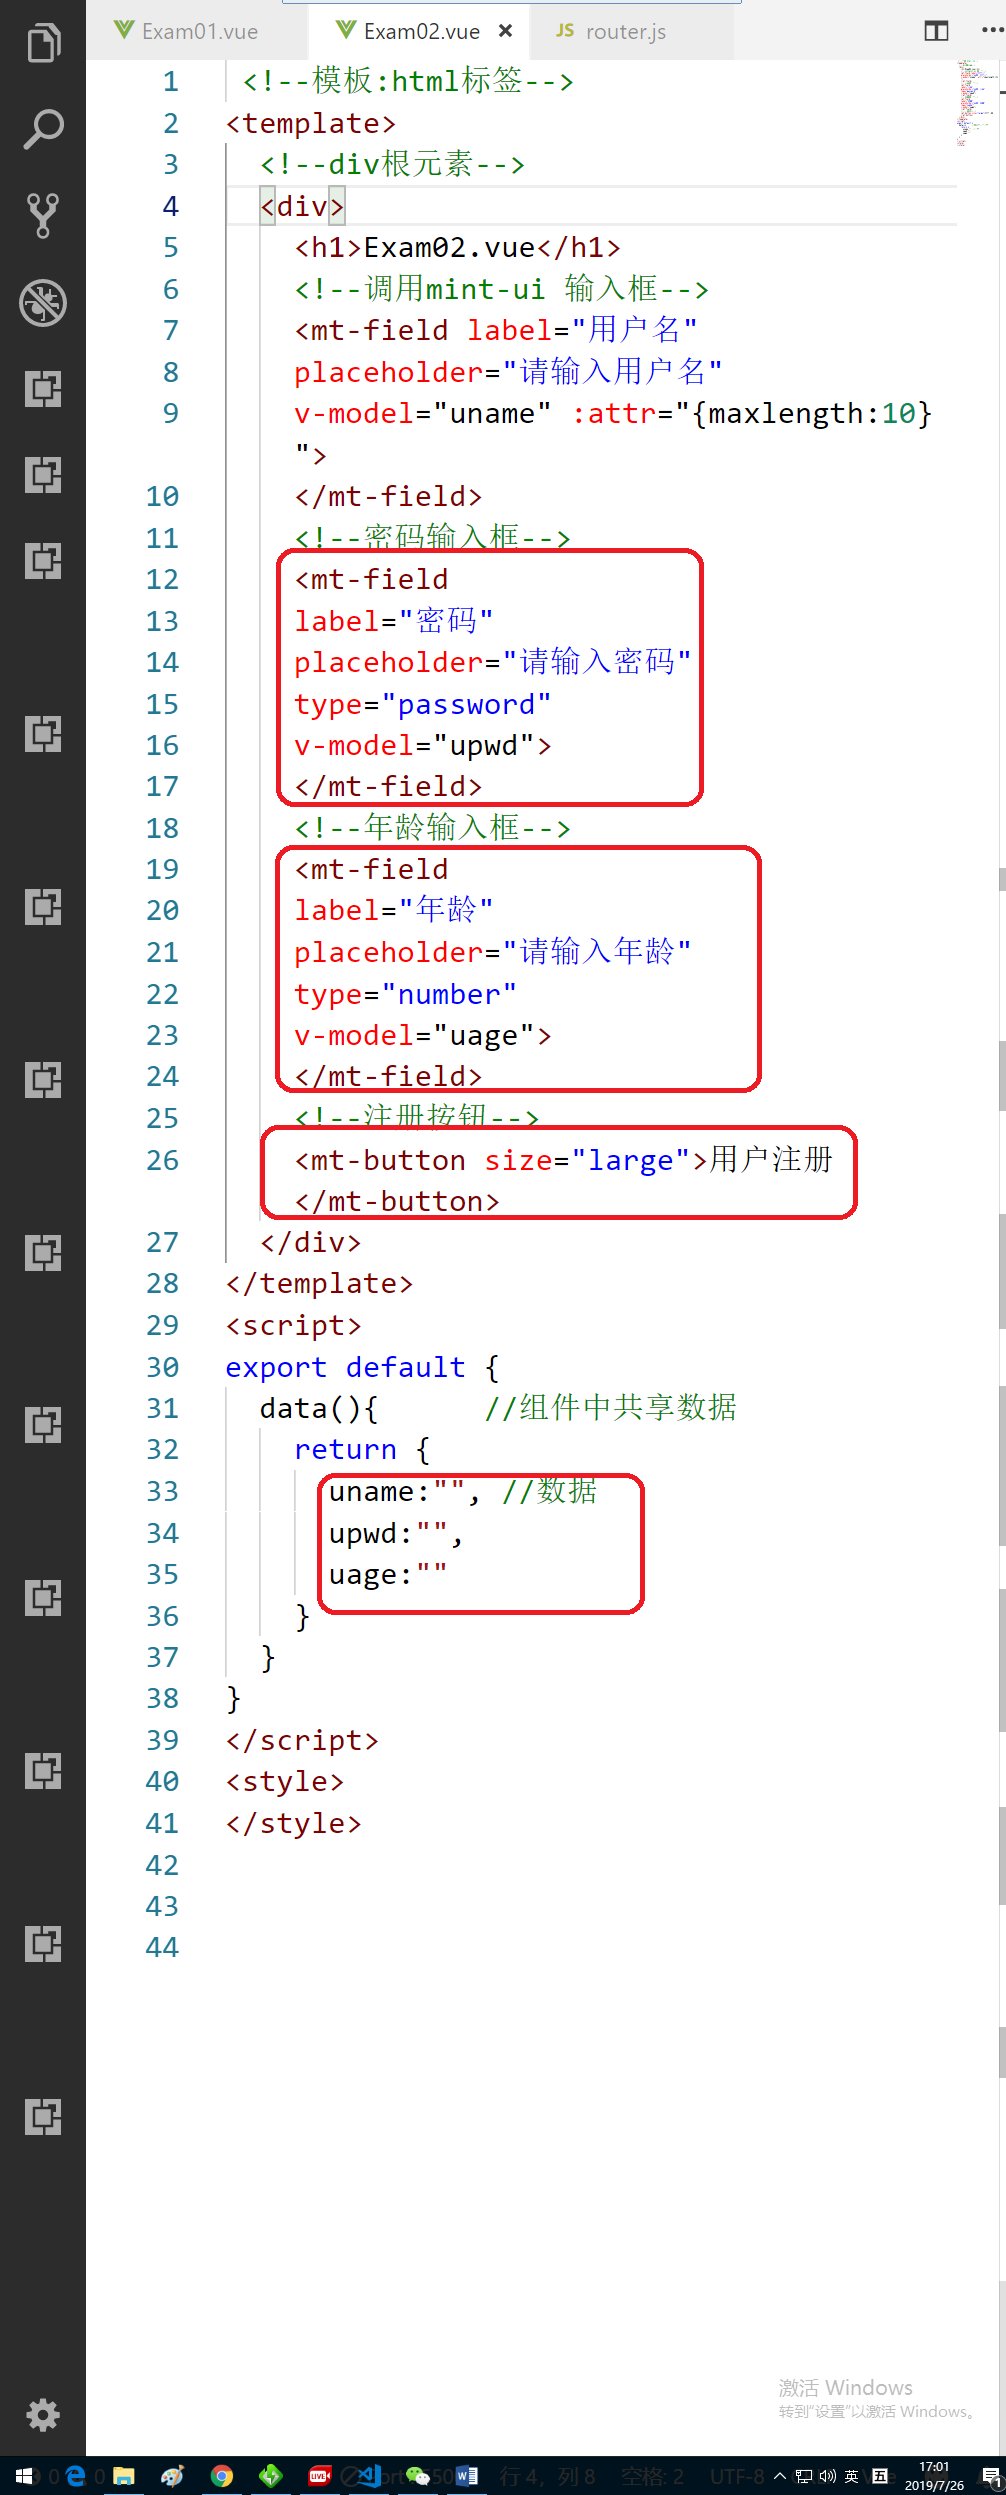 Exam01.vue
Exam02.vue ×
JS router.js
1 <!--模板:html标签-->
2 <template>
3 <!--div根元素-->
4 <div>
5 <h1>Exam02.vue</h1>
6 <!--调用mint-ui 输入框-->
7 <mt-field label="用户名"
8 placeholder="请输入用户名"
9 v-model="uname" :attr="{maxlength:10}
">
10 </mt-field>
11 <!--密码输入框-->
12 <mt-field
13 label="密码"
14 placeholder="请输入密码"
15 type="password"
16 v-model="upwd">
17 </mt-field>
18 <!--年龄输入框-->
19 <mt-field
20 label="年龄"
21 placeholder="请输入年龄"
22 type="number"
23 v-model="uage">
24 </mt-field>
25 <!--注册按钮-->
26 <mt-button size="large">用户注册
</mt-button>
27 </div>
28 </template>
29 <script>
30 export default {
31 data(){ //组件中共享数据
32 return {
33 uname:"", //数据
34 upwd:"",
35 uage:""
36 }
37 }
38 }
39 </script>
40 <style>
41 </style>
42
43
44
激活 Windows
转到"设置"以激活 Windows。
行 4, 列 8 空格: 2 UTF-8
英 五
17:01
2019/7/26
1